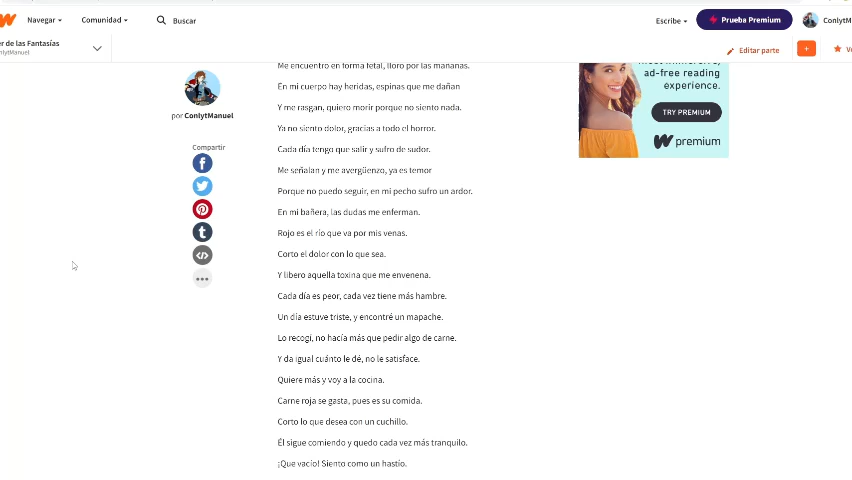 Navegar
Comunidad
Buscar
Escribe
Prueba Premium
ConlytM
er de las Fantasías
onlytManuel
Editar parte
+
ad-free reading
experience.
TRY PREMIUM
premium
por ConlytManuel
Compartir
Me encuentro en forma fetal, lloro por las mañanas.
En mi cuerpo hay heridas, espinas que me dañan
Y me rasgan, quiero morir porque no siento nada.
Ya no siento dolor, gracias a todo el horror.
Cada día tengo que salir y sufro de sudor.
Me señalan y me avergüenzo, ya es temor
Porque no puedo seguir, en mi pecho sufro un ardor.
En mi bañera, las dudas me enferman.
Rojo es el río que va por mis venas.
Corto el dolor con lo que sea.
Y libero aquella toxina que me envenena.
Cada día es peor, cada vez tiene más hambre.
Un día estuve triste, y encontré un mapache.
Lo recogí, no hacía más que pedir algo de carne.
Y da igual cuánto le dé, no le satisface.
Quiere más y voy a la cocina.
Carne roja se gasta, pues es su comida.
Corto lo que desea con un cuchillo.
Él sigue comiendo y quedo cada vez más tranquilo.
¡Que vacío! Siento como un hastío.